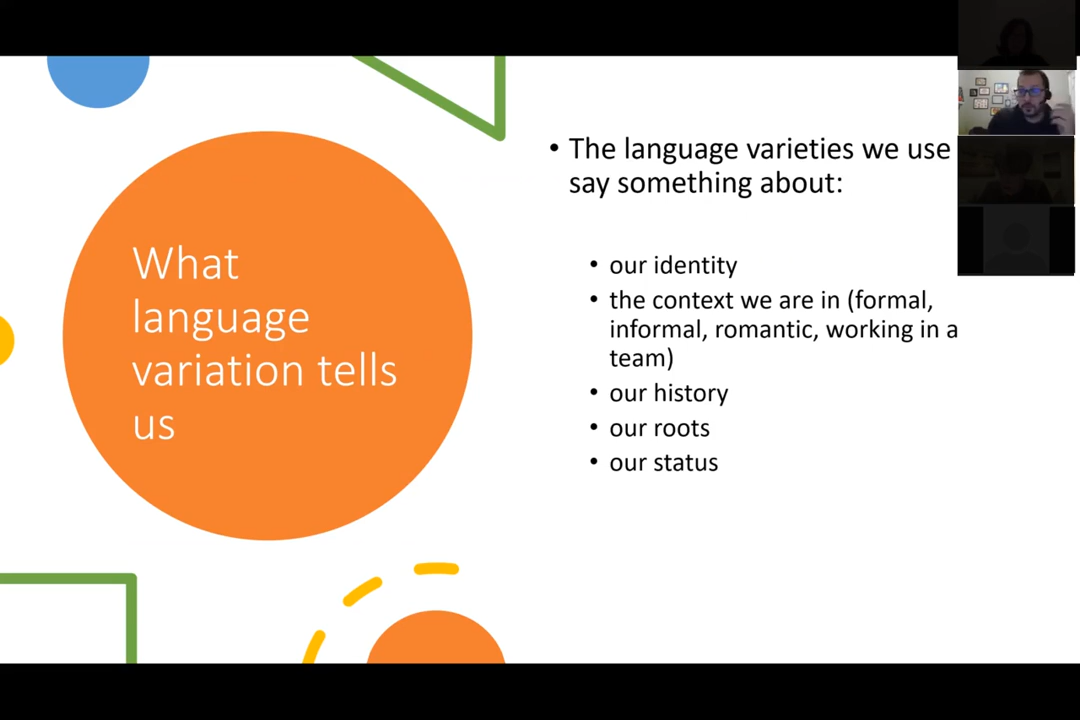 What
language
variation tells
us
• The language varieties we use
say something about:
• our identity
• the context we are in (formal,
informal, romantic, working in a
team)
• our history
• our roots
• our status